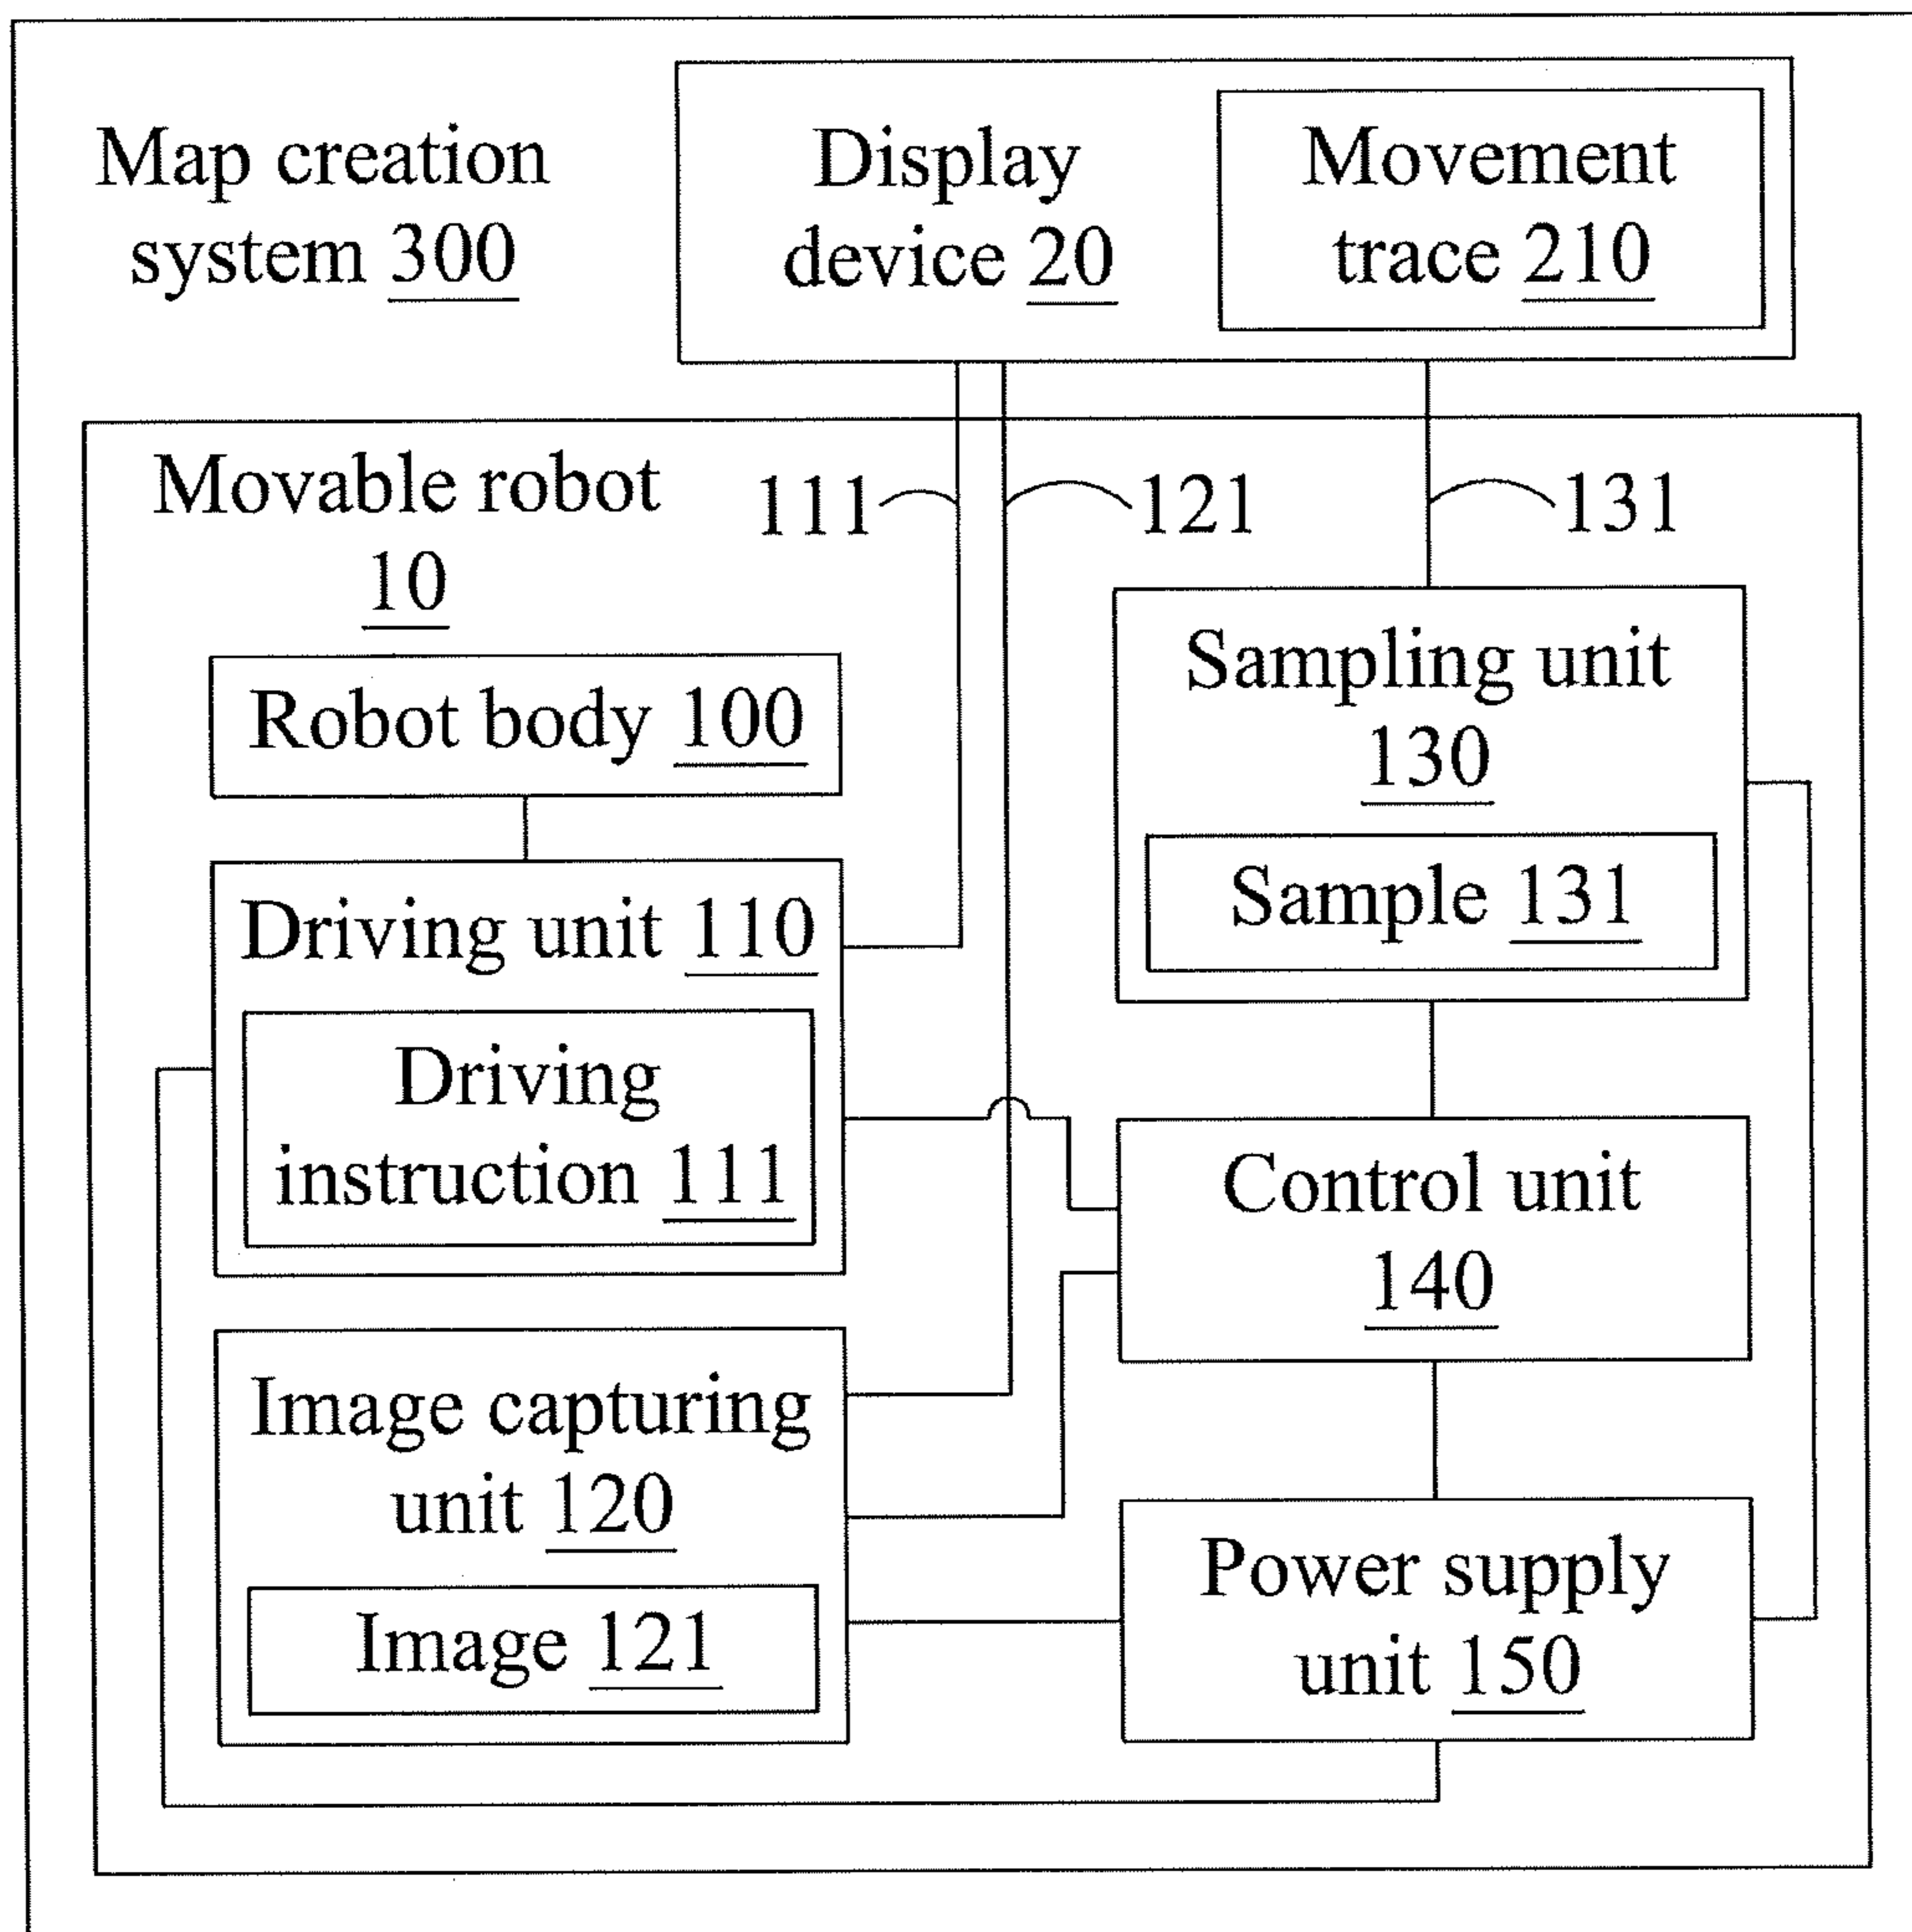 Map creation
system 300
Display
device 20
Movement
trace 210
Movable robot
10
111
121
131
Robot body 100
Driving unit 110
Driving
instruction 111
Image capturing
unit 120
Image 121
Sampling unit
130
Sample 131
Control unit
140
Power supply
unit 150